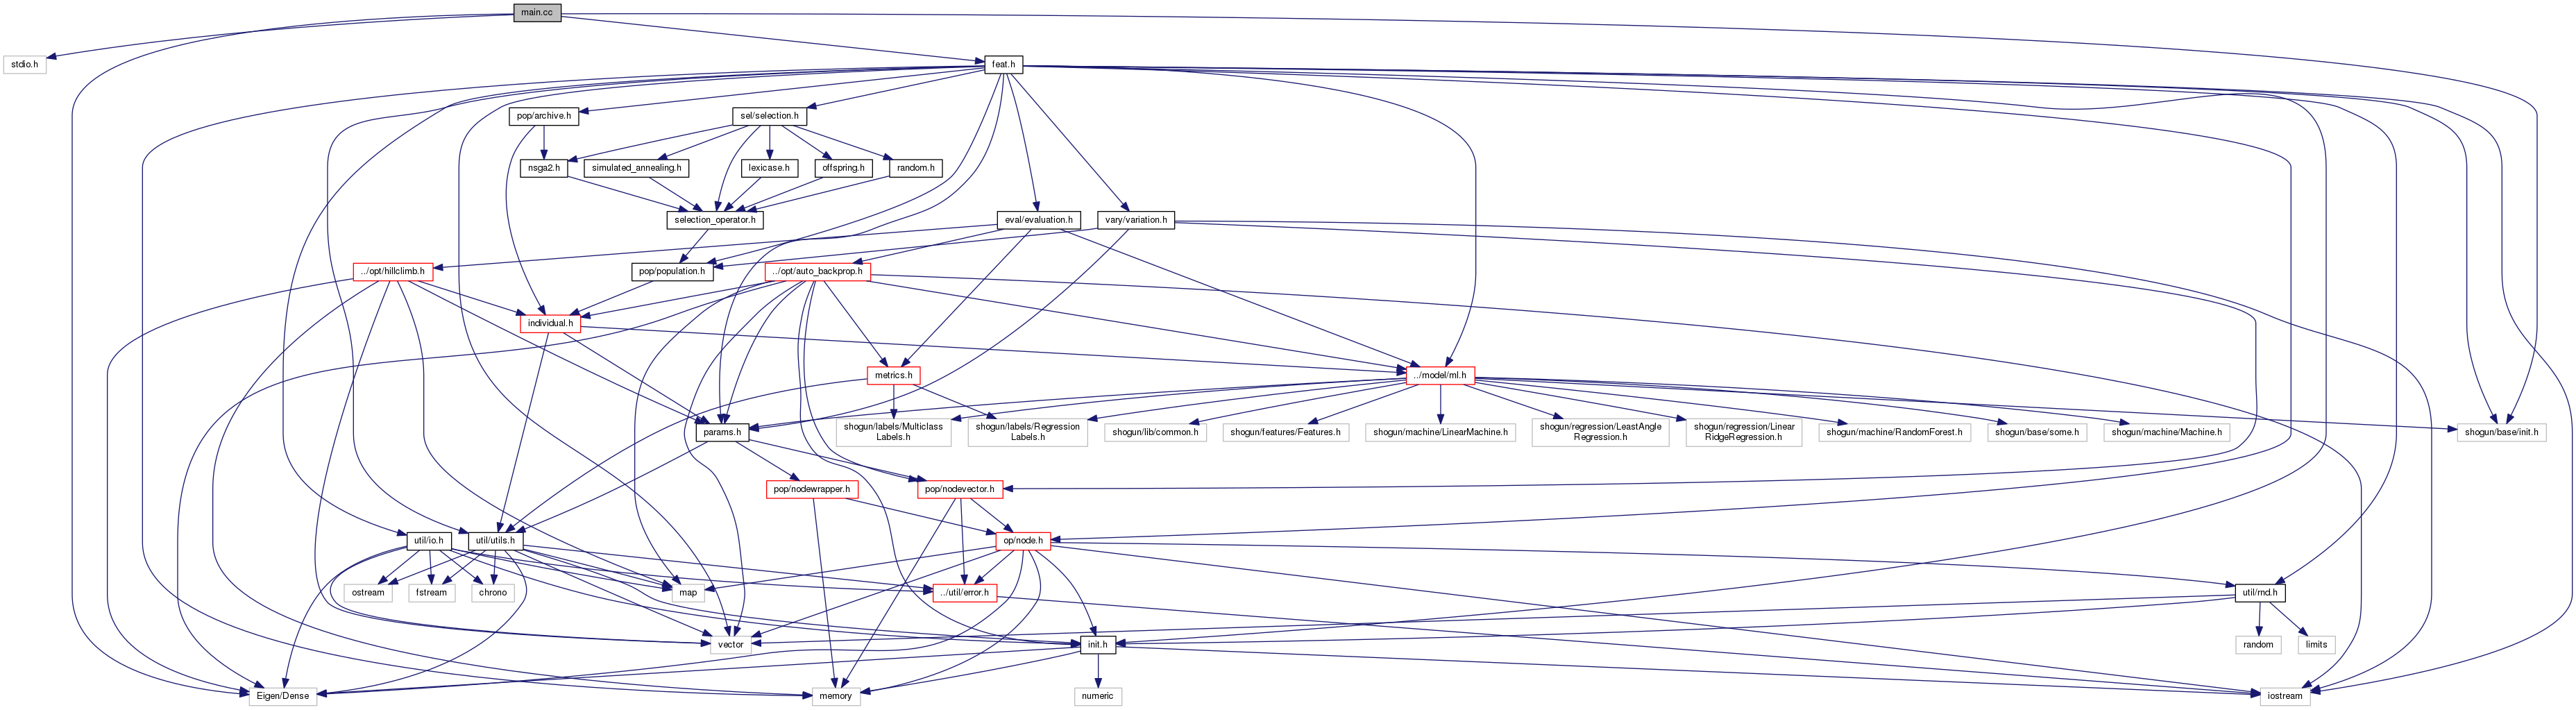 main.cc
stdio.h
feat.h
pop/archive.h
sel/selection.h
nsga2.h
simulated_annealing.h
lexicase.h
offspring.h
random.h
selection_operator.h
eval/evaluation.h
vary/variation.h
../opt/hillclimb.h
pop/population.h
../opt/auto_backprop.h
individual.h
metrics.h
../model/ml.h
params.h
shogun/labels/Multiclass
Labels.h
shogun/labels/Regression
Labels.h
shogun/lib/common.h
shogun/features/Features.h
shogun/machine/LinearMachine.h
shogun/regression/LeastAngle
Regression.h
shogun/regression/Linear
RidgeRegression.h
shogun/machine/RandomForest.h
shogun/base/some.h
shogun/machine/Machine.h
shogun/base/init.h
pop/nodewrapper.h
pop/nodevector.h
util/io.h
util/utils.h
op/node.h
ostream
fstream
chrono
map
../util/error.h
util/rnd.h
vector
init.h
random
limits
Eigen/Dense
memory
numeric
iostream